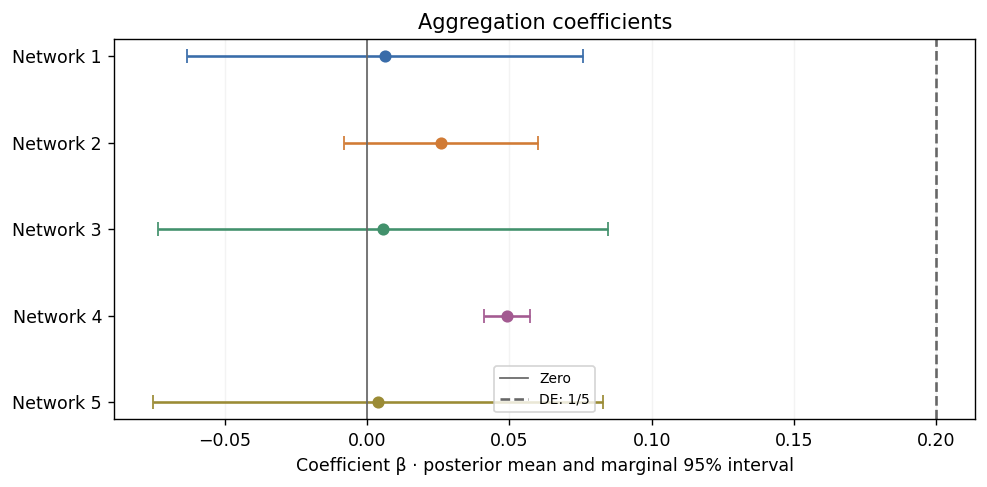 Aggregation coefficients
Network 1
Network 2
Network 3
Network 4
Network 5
Zero
DE: 1/5
−0.05 0.00 0.05 0.10 0.15 0.20
Coefficient β · posterior mean and marginal 95% interval